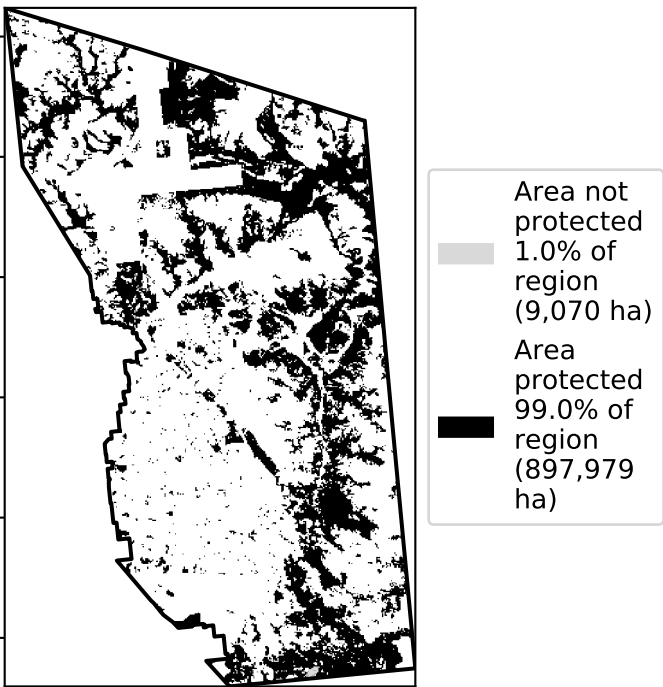 Area not
protected
1.0% of
region
(9,070 ha)
Area
protected
99.0% of
region
(897,979
ha)